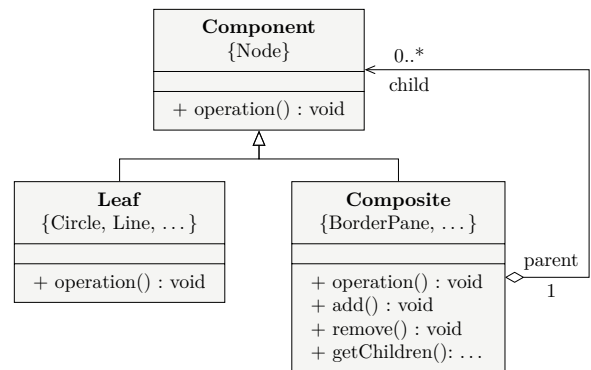 Component
{Node}
+ operation() : void
0..*
child
Leaf
{Circle, Line, ...}
+ operation() : void
Composite
{BorderPane, ...}
+ operation() : void
+ add() : void
+ remove() : void
+ getChildren(): ...
parent
1